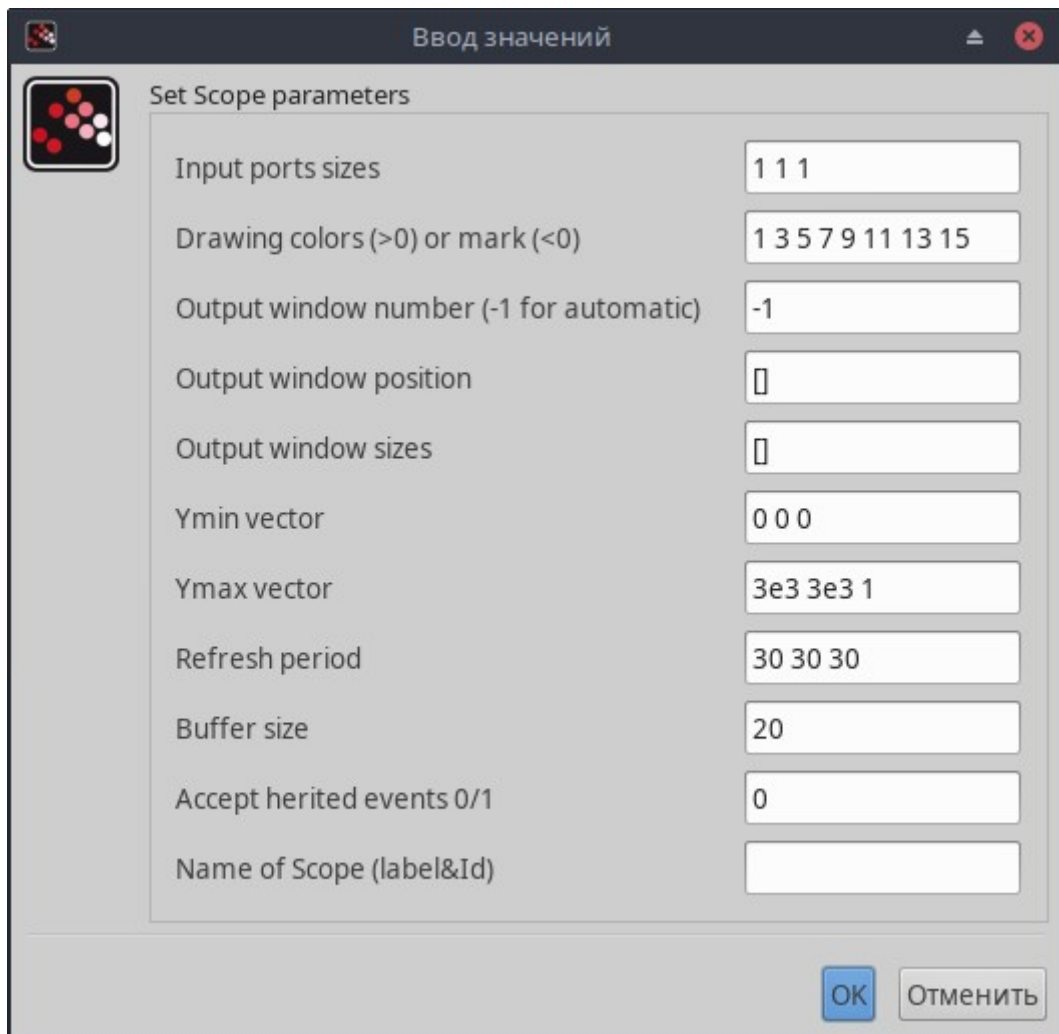 Ввод значений
Set Scope parameters
Input ports sizes 1 1 1
Drawing colors (>0) or mark (<0) 1 3 5 7 9 11 13 15
Output window number (-1 for automatic) -1
Output window position []
Output window sizes []
Ymin vector 0 0 0
Ymax vector 3e3 3e3 1
Refresh period 30 30 30
Buffer size 20
Accept herited events 0/1 0
Name of Scope (label&Id)
OK Отменить